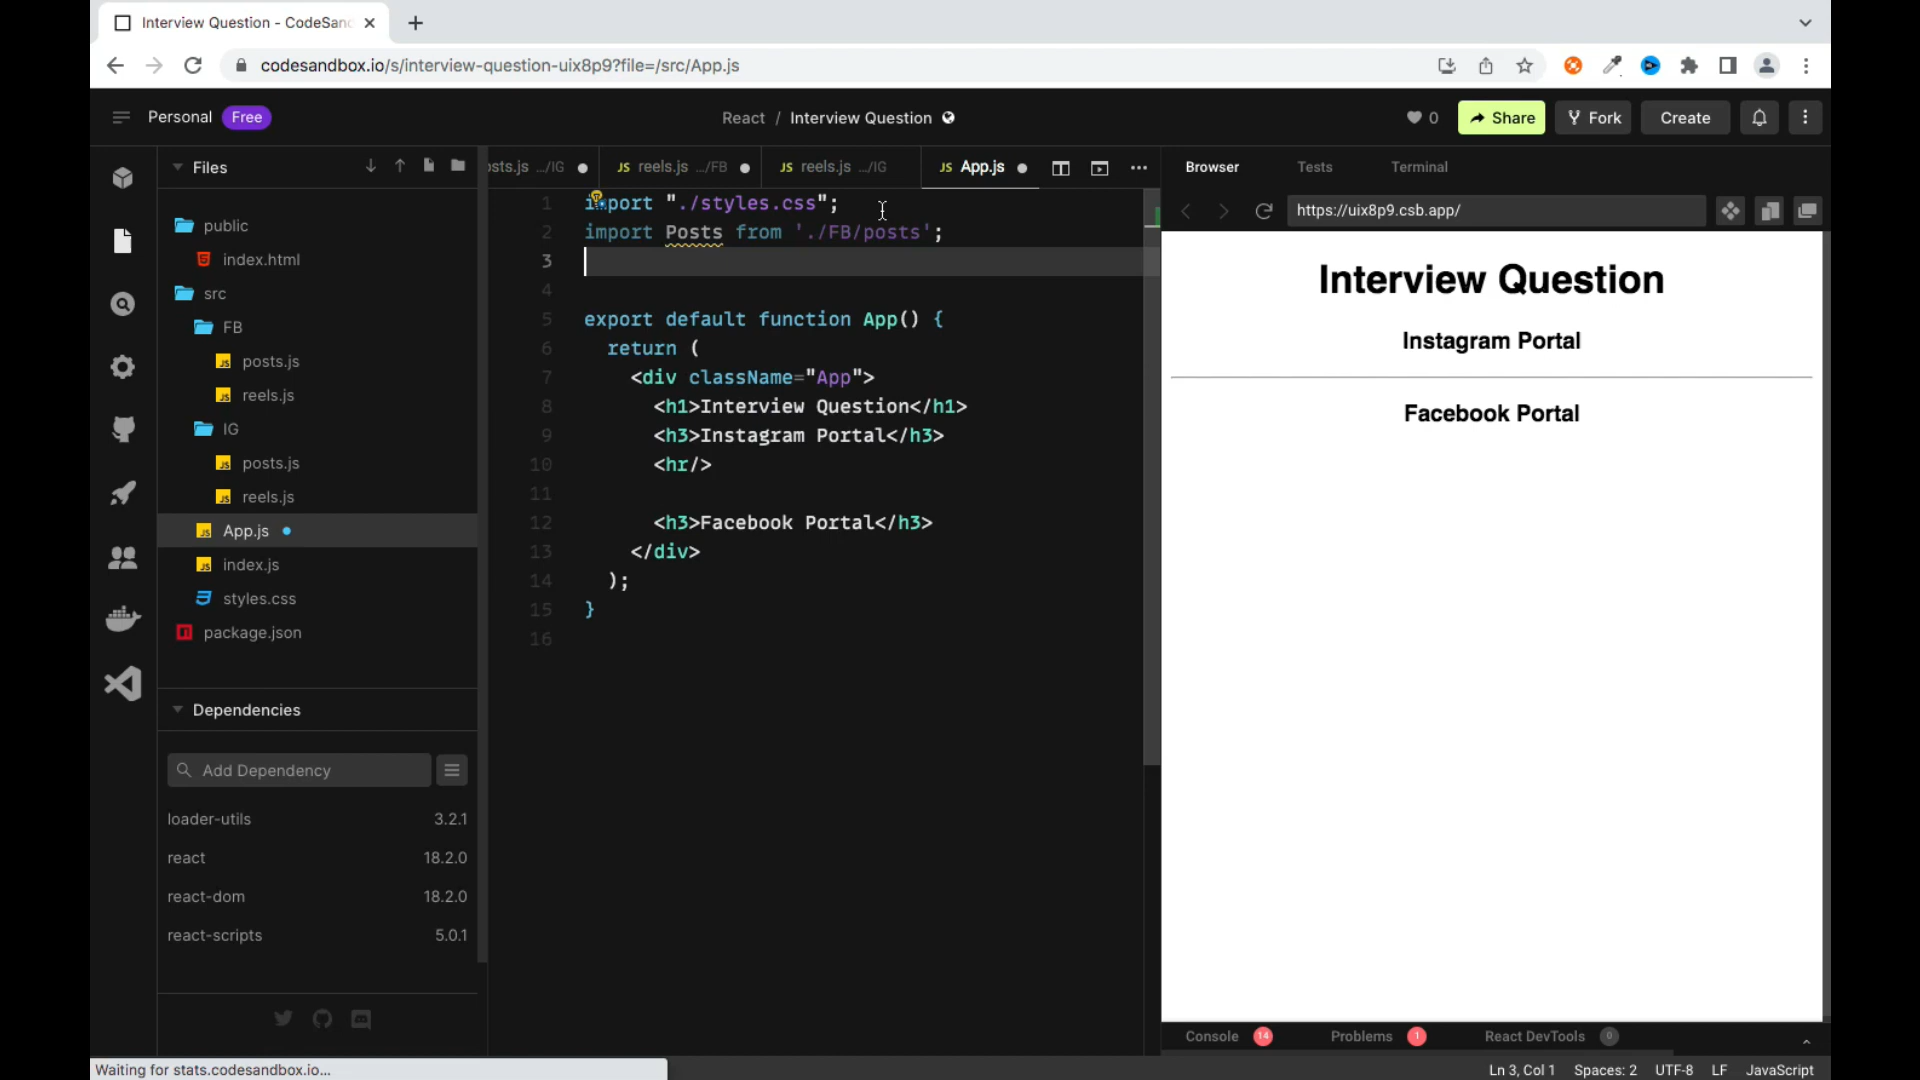 Interview Question - CodeSand
codesandbox.io/s/interview-question-uix8p9?file=/src/App.js
Personal Free
React / Interview Question
0
Share
Fork
Create
Files
osts.js .../IG
JS reels.js .../FB
JS reels.js .../IG
JS App.js
Browser
Tests
Terminal
https://uix8p9.csb.app/
public
index.html
src
FB
posts.js
reels.js
IG
posts.js
reels.js
App.js
index.js
styles.css
package.json
Dependencies
Add Dependency
loader-utils 3.2.1
react 18.2.0
react-dom 18.2.0
react-scripts 5.0.1
1 import "./styles.css";
2 import Posts from './FB/posts';
3
4
5 export default function App() {
6 return (
7 <div className="App">
8 <h1>Interview Question</h1>
9 <h3>Instagram Portal</h3>
10 <hr/>
11
12 <h3>Facebook Portal</h3>
13 </div>
14 );
15 }
16
Interview Question
Instagram Portal
Facebook Portal
Console 14
Problems 1
React DevTools 0
Waiting for stats.codesandbox.io...
Ln 3, Col 1 Spaces: 2 UTF-8 LF JavaScript